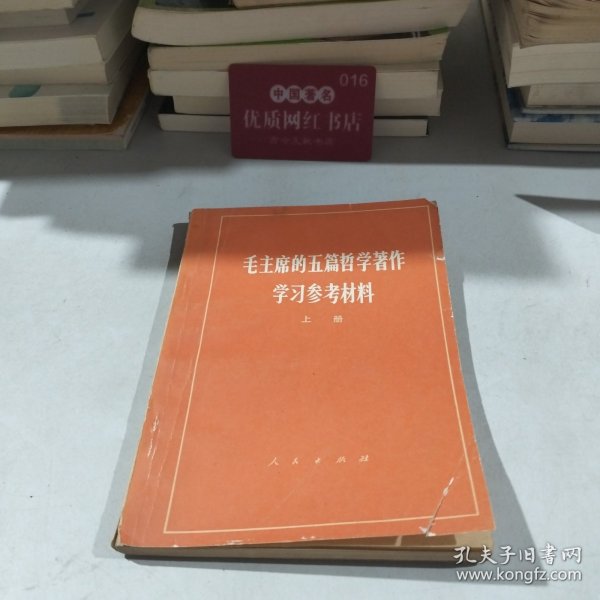 016
中国著名
优质网红书店
毛主席的五篇哲学著作
学习参考材料
上 册
人民出版社
孔夫子旧书网
www.kongfz.com